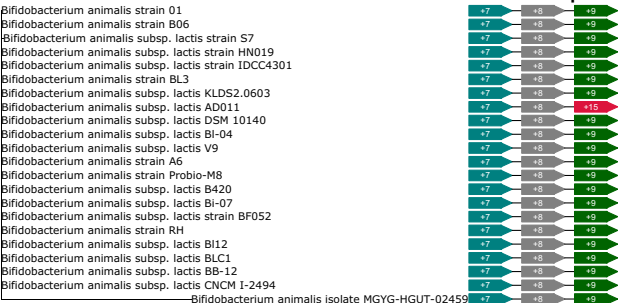 Bifidobacterium animalis strain 01 +7 +8 +9
Bifidobacterium animalis strain B06 +7 +8 +9
Bifidobacterium animalis subsp. lactis strain S7 +7 +8 +9
Bifidobacterium animalis subsp. lactis strain HN019 +7 +8 +9
Bifidobacterium animalis subsp. lactis strain IDCC4301 +7 +8 +9
Bifidobacterium animalis strain BL3 +7 +8 +9
Bifidobacterium animalis subsp. lactis KLDS2.0603 +7 +8 +9
Bifidobacterium animalis subsp. lactis AD011 +7 +8 +15
Bifidobacterium animalis subsp. lactis DSM 10140 +7 +8 +9
Bifidobacterium animalis subsp. lactis Bl-04 +7 +8 +9
Bifidobacterium animalis subsp. lactis V9 +7 +8 +9
Bifidobacterium animalis strain A6 +7 +8 +9
Bifidobacterium animalis strain Probio-M8 +7 +8 +9
Bifidobacterium animalis subsp. lactis B420 +7 +8 +9
Bifidobacterium animalis subsp. lactis Bi-07 +7 +8 +9
Bifidobacterium animalis subsp. lactis strain BF052 +7 +8 +9
Bifidobacterium animalis strain RH +7 +8 +9
Bifidobacterium animalis subsp. lactis Bl12 +7 +8 +9
Bifidobacterium animalis subsp. lactis BLC1 +7 +8 +9
Bifidobacterium animalis subsp. lactis BB-12 +7 +8 +9
Bifidobacterium animalis subsp. lactis CNCM I-2494 +7 +8 +9
Bifidobacterium animalis isolate MGYG-HGUT-02459 +7 +8 +9